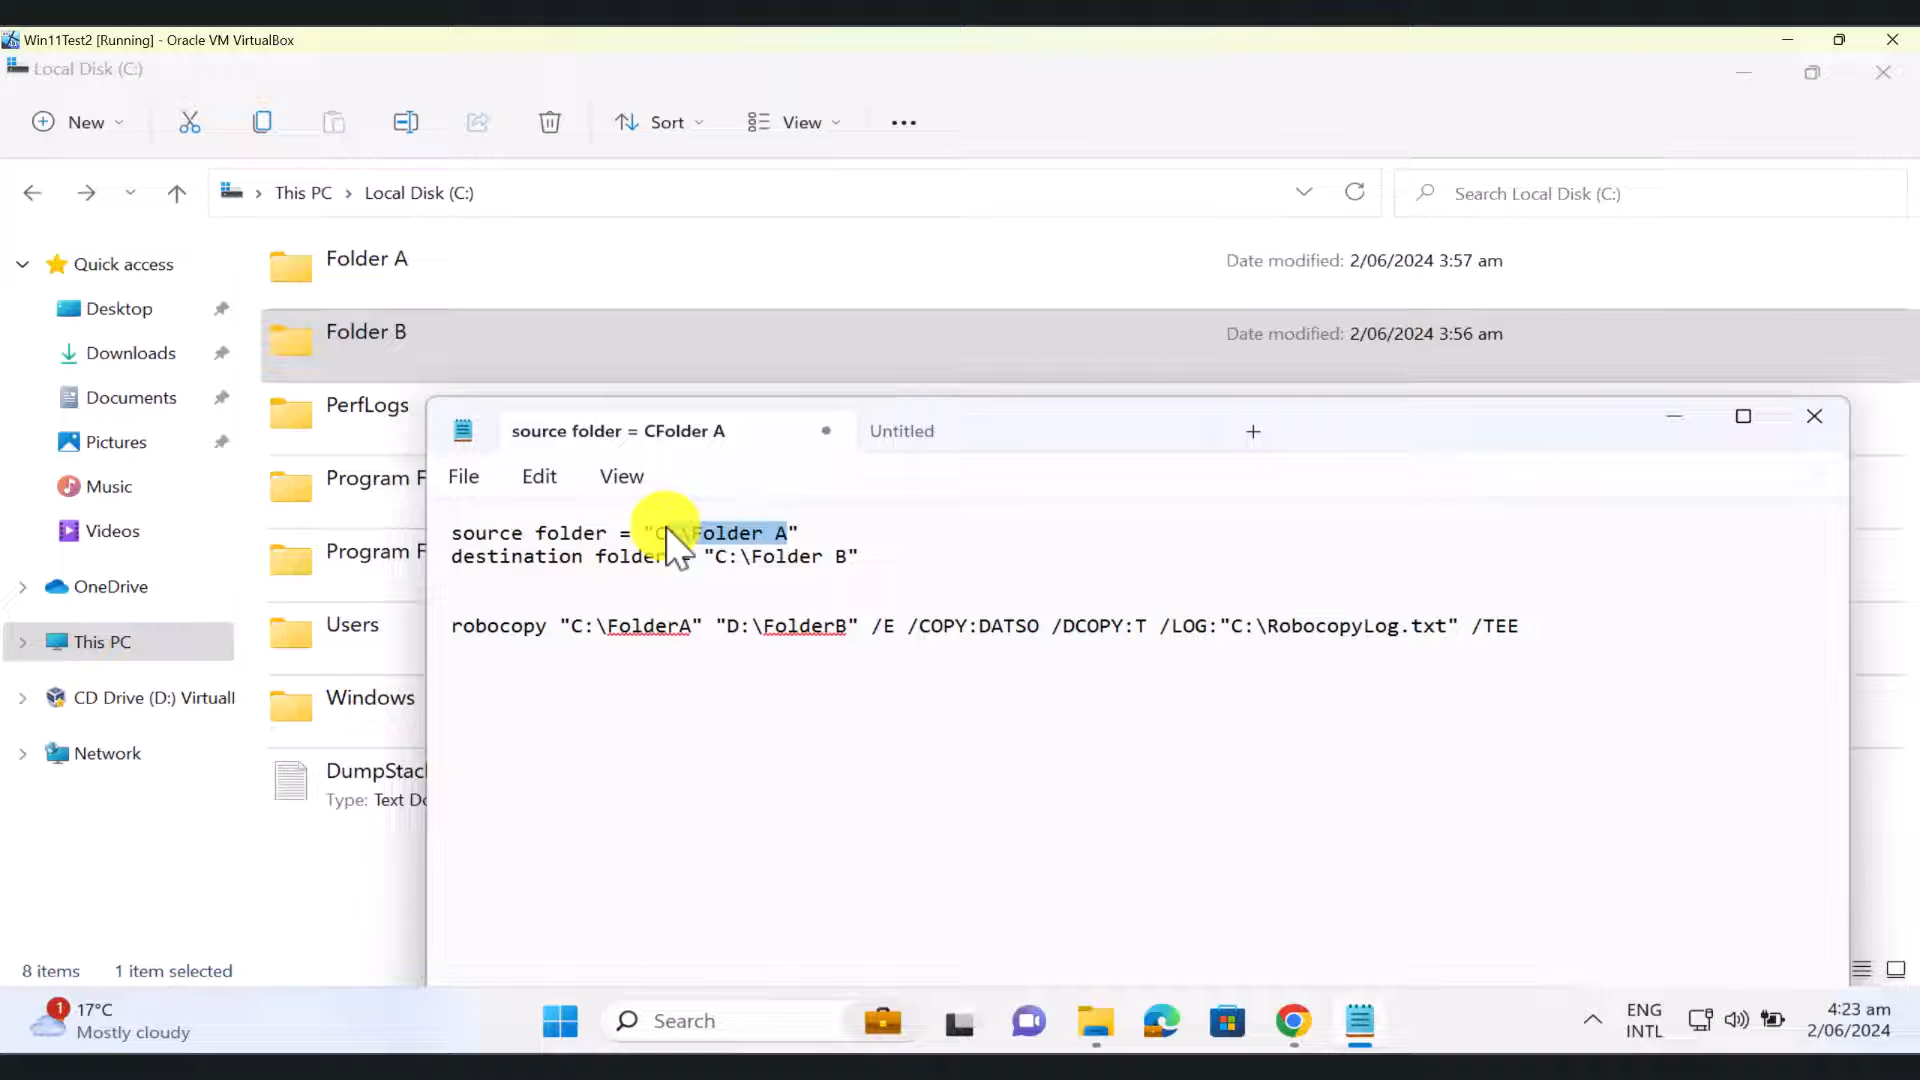 Win11Test2 [Running] - Oracle VM VirtualBox
Local Disk (C:)
New
Sort
View
This PC
Local Disk (C:)
Search Local Disk (C:)
Quick access
Desktop
Downloads
Documents
Pictures
Music
Videos
OneDrive
This PC
CD Drive (D:) Virtuall
Network
Folder A
Date modified: 2/06/2024 3:57 am
Folder B
Date modified: 2/06/2024 3:56 am
PerfLogs
Program F
Program F
Users
Windows
DumpStac
Type: Text Do
source folder = CFolder A
Untitled
+
File
Edit
View
source folder = "C:\Folder A"
destination folder = "C:\Folder B"
robocopy "C:\FolderA" "D:\FolderB" /E /COPY:DATSO /DCOPY:T /LOG:"C:\RobocopyLog.txt" /TEE
8 items
1 item selected
1
17°C
Mostly cloudy
Search
ENG
INTL
4:23 am
2/06/2024